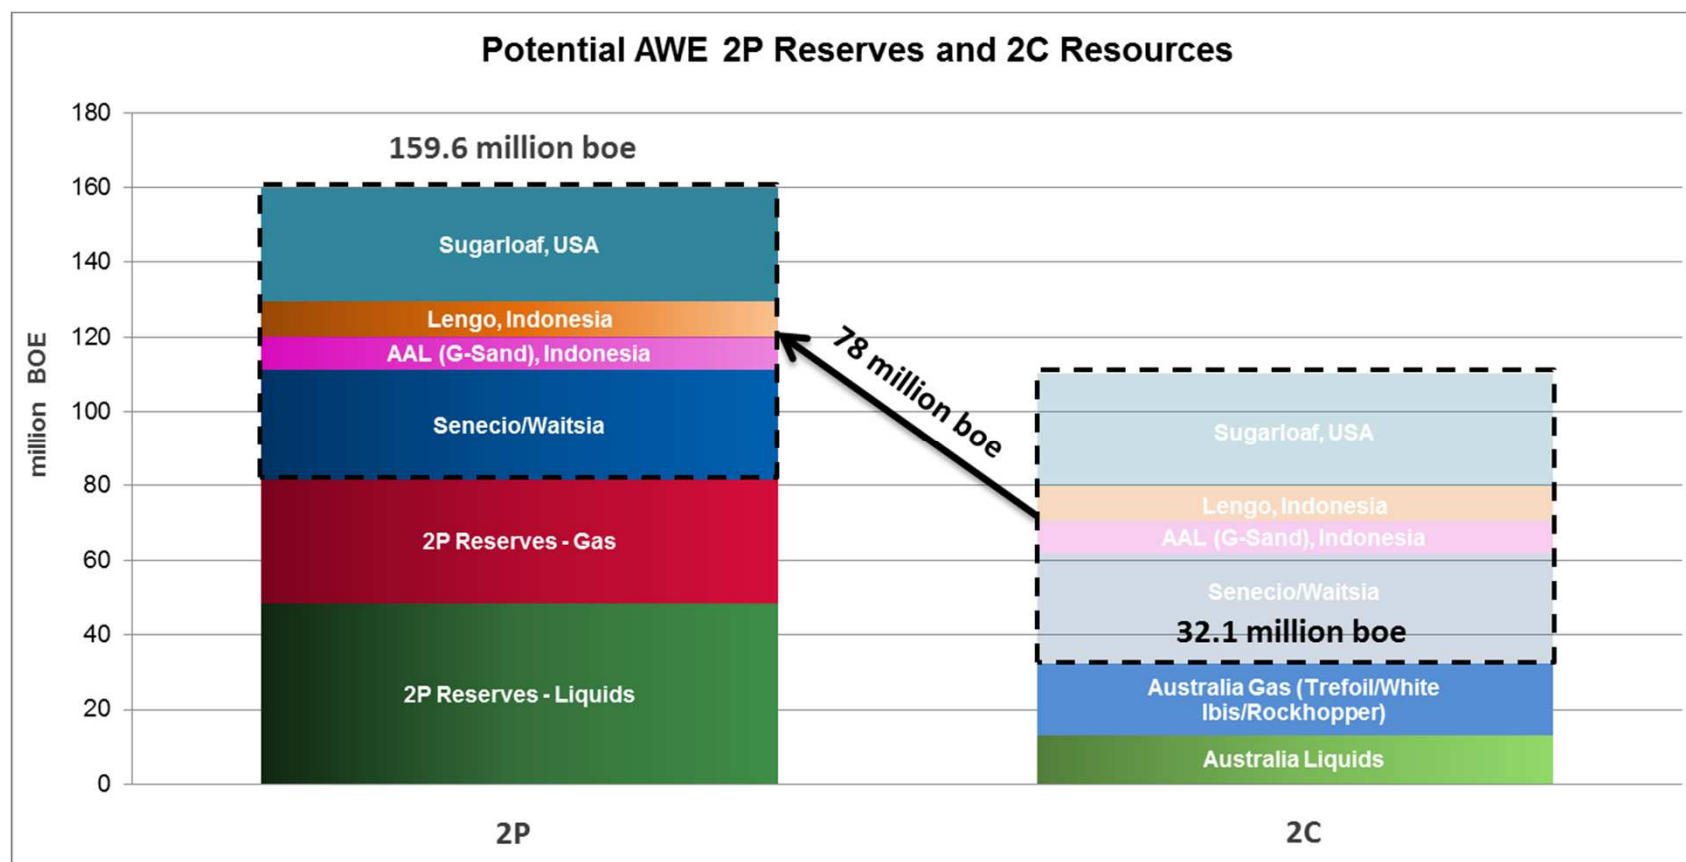 Potential AWE 2P Reserves and 2C Resources
180
160
140
120
100
80
60
40
20
0
million BOE
159.6 million boe
Sugarloaf, USA
Lengo, Indonesia
AAL (G-Sand), Indonesia
Senecio/Waitsia
2P Reserves - Gas
2P Reserves - Liquids
78 million boe
Sugarloaf, USA
Lengo, Indonesia
AAL (G-Sand), Indonesia
Senecio/Waitsia
32.1 million boe
Australia Gas (Trefoil/White
Ibis/Rockhopper)
Australia Liquids
2P
2C